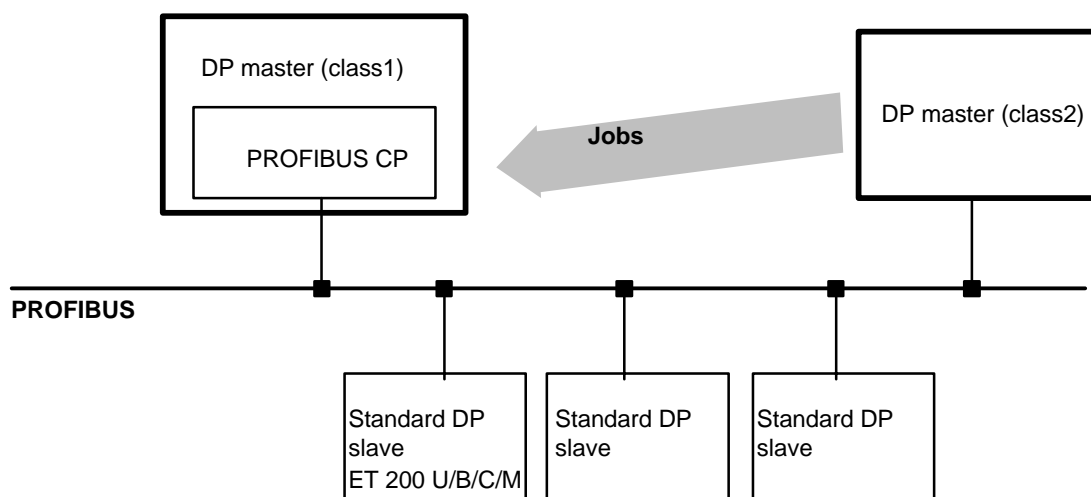 DP master (class1)
PROFIBUS CP
Jobs
DP master (class2)
PROFIBUS
Standard DP
slave
ET 200 U/B/C/M
Standard DP
slave
Standard DP
slave